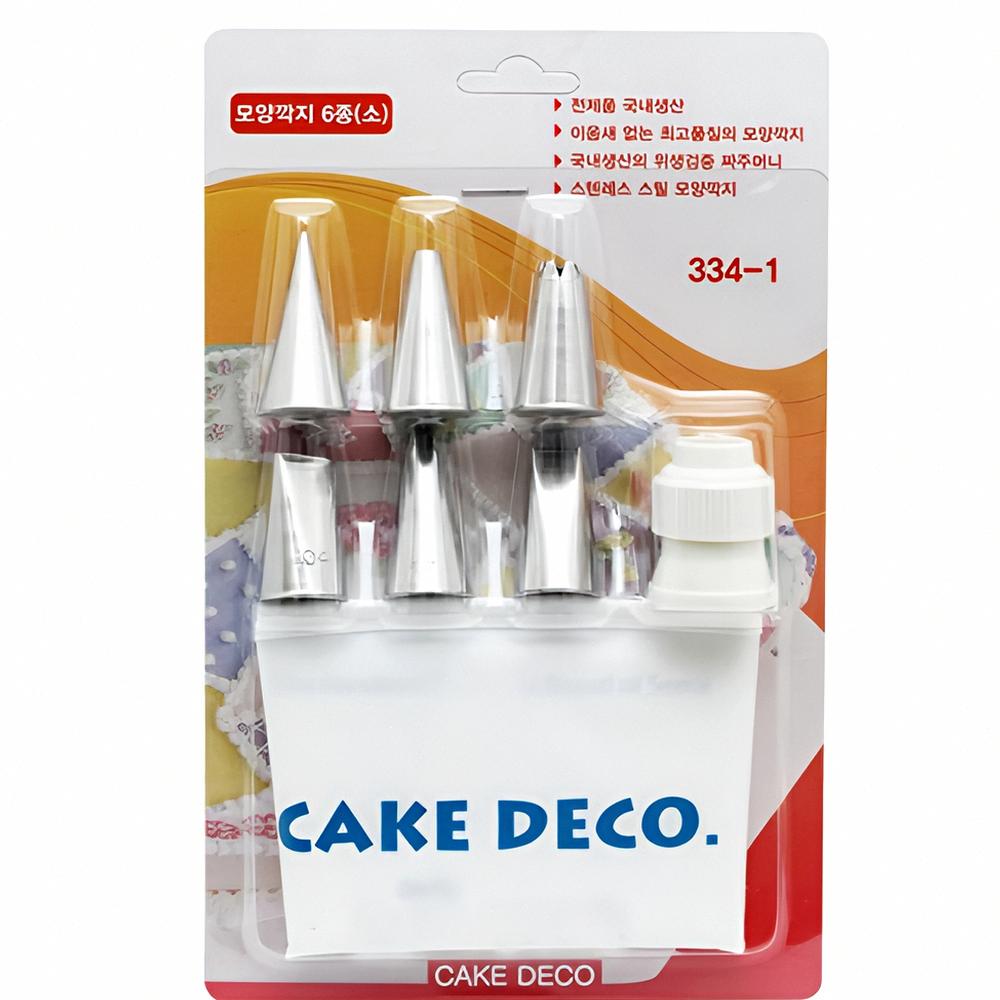 모양깍지 6종(소)
전제품 국내생산
이음새 없는 최고품질의 모양깍지
국내생산의 위생검증 짜주머니
스텐레스 스틸 모양깍지
334-1
CAKE DECO.
CAKE DECO